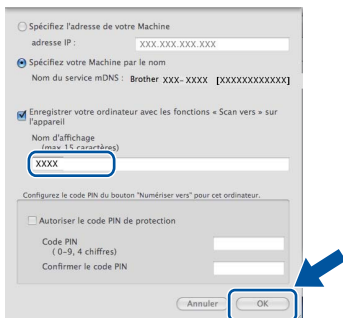 Spécifiez l'adresse de votre Machine
adresse IP : XXX.XXX.XXX.XXX
Spécifiez votre Machine par le nom
Nom du service mDNS : Brother XXX-XXXX [XXXXXXXXXXXX]
Enregistrer votre ordinateur avec les fonctions « Scan vers » sur
l'appareil
Nom d'affichage
(max 15 caractères)
XXXX
Configurez le code PIN du bouton "Numériser vers" pour cet ordinateur.
Autoriser le code PIN de protection
Code PIN
( 0-9, 4 chiffres)
Confirmer le code PIN
Annuler OK